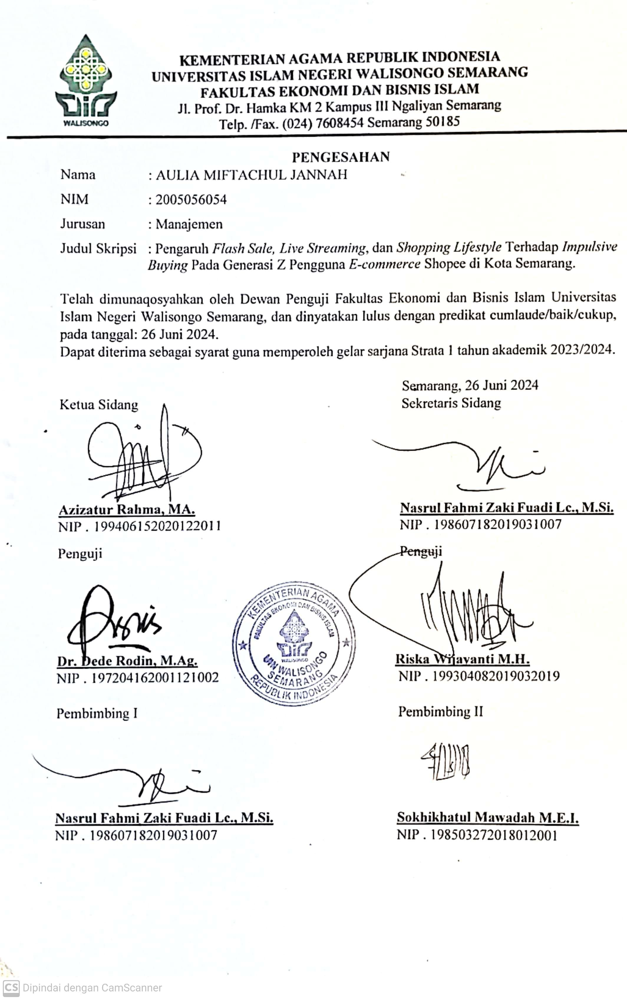 WALISONGO
KEMENTERIAN AGAMA REPUBLIK INDONESIA
UNIVERSITAS ISLAM NEGERI WALISONGO SEMARANG
FAKULTAS EKONOMI DAN BISNIS ISLAM
Jl. Prof. Dr. Hamka KM 2 Kampus III Ngaliyan Semarang
Telp. /Fax. (024) 7608454 Semarang 50185
PENGESAHAN
Nama : AULIA MIFTACHUL JANNAH
NIM : 2005056054
Jurusan : Manajemen
Judul Skripsi : Pengaruh Flash Sale, Live Streaming, dan Shopping Lifestyle Terhadap Impulsive
Buying Pada Generasi Z Pengguna E-commerce Shopee di Kota Semarang.
Telah dimunaqosyahkan oleh Dewan Penguji Fakultas Ekonomi dan Bisnis Islam Universitas
Islam Negeri Walisongo Semarang, dan dinyatakan lulus dengan predikat cumlaude/baik/cukup,
pada tanggal: 26 Juni 2024.
Dapat diterima sebagai syarat guna memperoleh gelar sarjana Strata 1 tahun akademik 2023/2024.
Semarang, 26 Juni 2024
Ketua Sidang Sekretaris Sidang
Azizatur Rahma, MA. Nasrul Fahmi Zaki Fuadi Lc., M.Si.
NIP . 199406152020122011 NIP . 198607182019031007
Penguji Penguji
KEMENTERIAN AGAMA
FAKULTAS EKONOMI DAN BISNIS ISLAM
WALISONGO
UIN WALISONGO
SEMARANG
REPUBLIK INDONESIA
Dr. Dede Rodin, M.Ag. Riska Wijayanti M.H.
NIP . 197204162001121002 NIP . 199304082019032019
Pembimbing I Pembimbing II
Nasrul Fahmi Zaki Fuadi Lc., M.Si. Sokhikhatul Mawadah M.E.I.
NIP . 198607182019031007 NIP . 198503272018012001
CS Dipindai dengan CamScanner